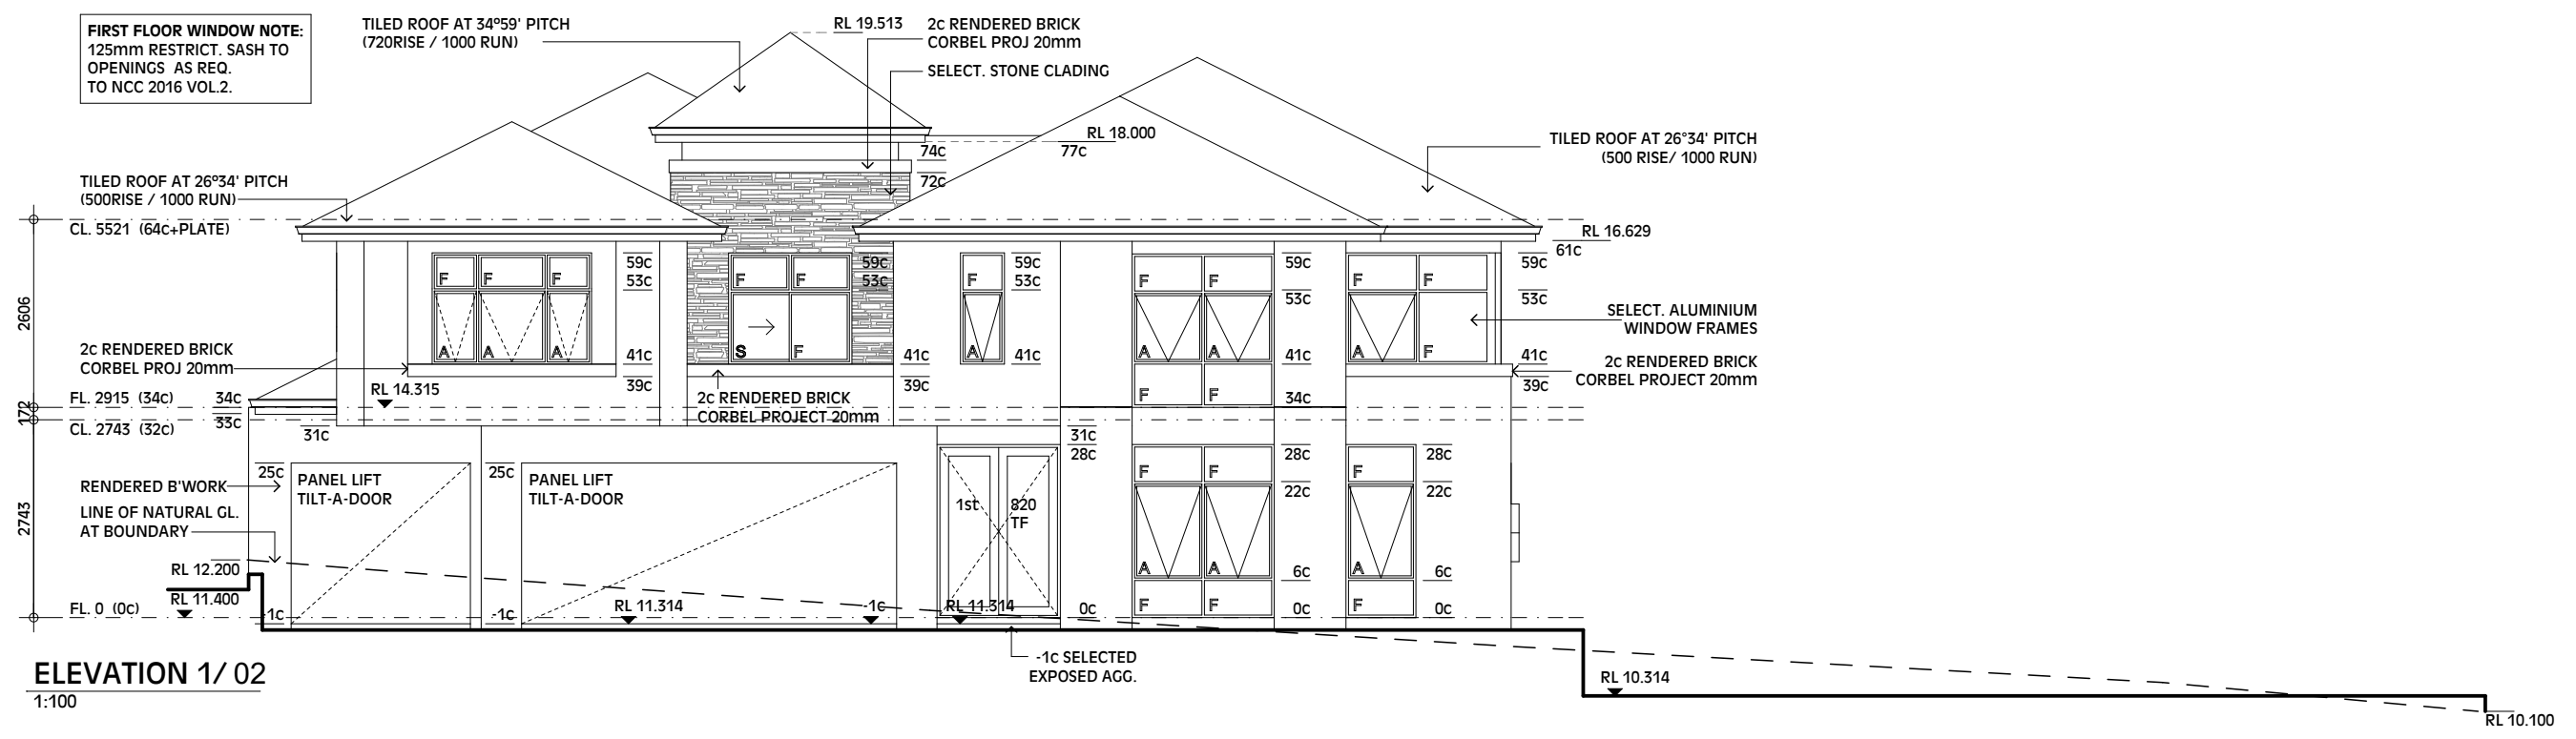 FIRST FLOOR WINDOW NOTE:
125mm RESTRICT. SASH TO
OPENINGS AS REQ.
TO NCC 2016 VOL.2.
TILED ROOF AT 34º59' PITCH
(720RISE / 1000 RUN)
RL 19.513
2c RENDERED BRICK
CORBEL PROJ 20mm
SELECT. STONE CLADING
RL 18.000
74c
77c
72c
TILED ROOF AT 26°34' PITCH
(500 RISE/ 1000 RUN)
TILED ROOF AT 26º34' PITCH
(500RISE / 1000 RUN)
CL. 5521 (64c+PLATE)
RL 16.629
61c
59c
53c
59c
53c
59c
53c
59c
53c
59c
53c
F F F
F F
F
F F
F F
2606
SELECT. ALUMINIUM
WINDOW FRAMES
A A A
S F
A
A A
A F
41c
41c
41c
41c
41c
2c RENDERED BRICK
CORBEL PROJ 20mm
39c
39c
39c
2c RENDERED BRICK
CORBEL PROJECT 20mm
RL 14.315
2c RENDERED BRICK
CORBEL PROJECT 20mm
F F
34c
FL. 2915 (34c)
34c
172
33c
CL. 2743 (32c)
31c
31c
28c
28c
28c
25c
25c
PANEL LIFT
TILT-A-DOOR
PANEL LIFT
TILT-A-DOOR
F F
F
22c
22c
RENDERED B'WORK
LINE OF NATURAL GL.
AT BOUNDARY
2743
1st
820
TF
RL 12.200
A A
A
6c
6c
RL 11.400
FL. 0 (0c)
-1c
-1c
RL 11.314
-1c
RL 11.314
0c
F F
0c
F
0c
-1c SELECTED
EXPOSED AGG.
RL 10.314
RL 10.100
ELEVATION 1/ 02
1:100